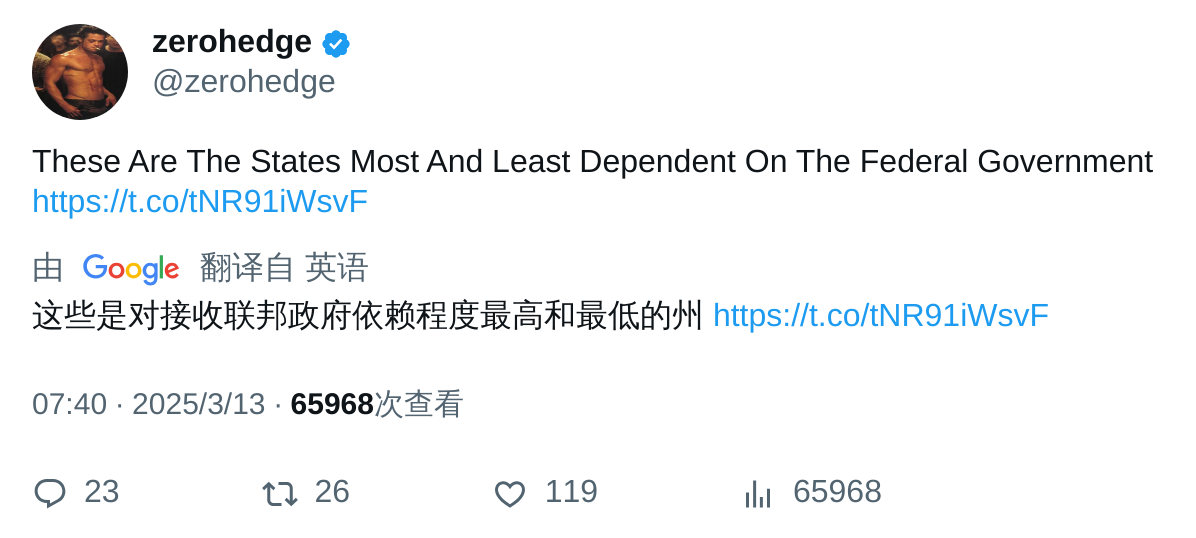 zerohedge
@zerohedge
These Are The States Most And Least Dependent On The Federal Government
https://t.co/tNR91iWsvF
由 Google 翻译自 英语
这些是对接收联邦政府依赖程度最高和最低的州 https://t.co/tNR91iWsvF
07:40 · 2025/3/13 · 65968次查看
23 26 119 65968